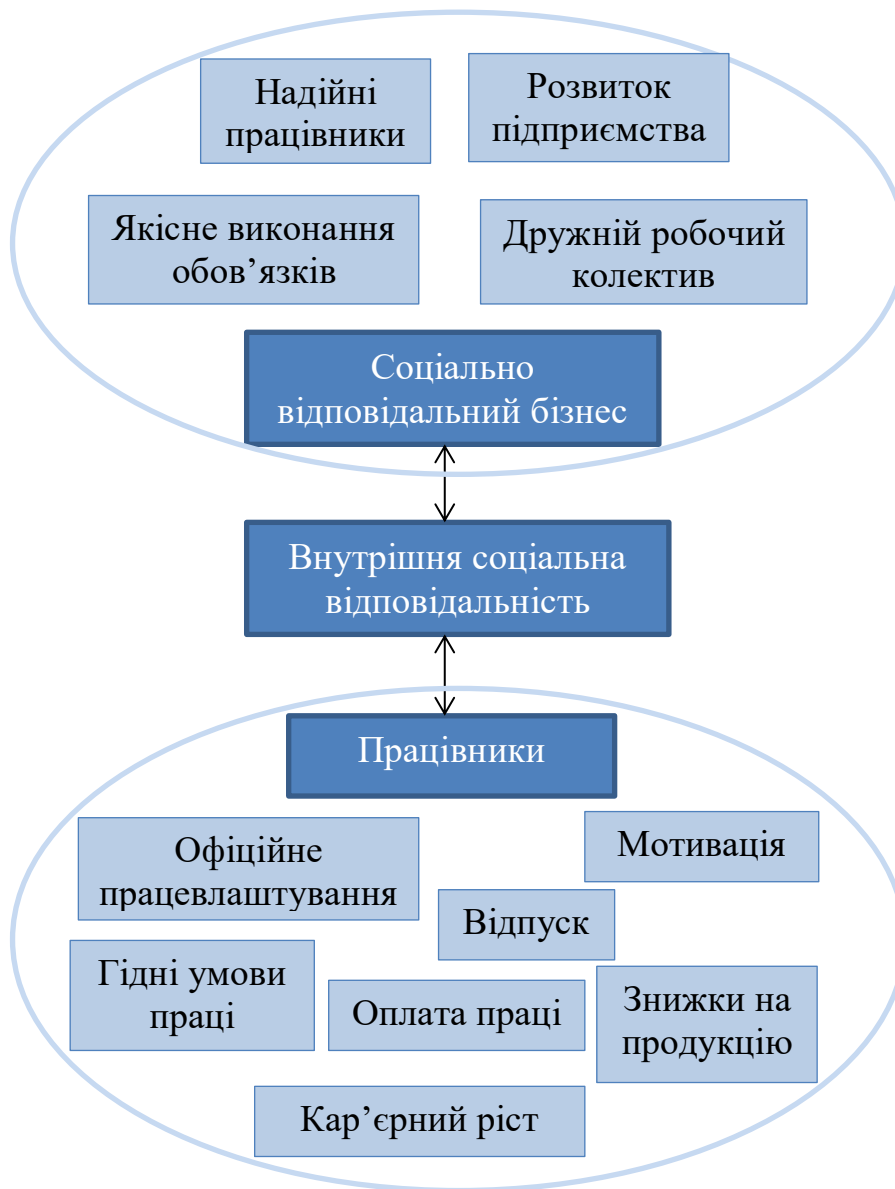 Надійні
працівники
Розвиток
підприємства
Якісне виконання
обов’язків
Дружній робочий
колектив
Соціально
відповідальний бізнес
Внутрішня соціальна
відповідальність
Працівники
Офіційне
працевлаштування
Мотивація
Відпуск
Гідні умови
праці
Оплата праці
Знижки на
продукцію
Кар’єрний ріст